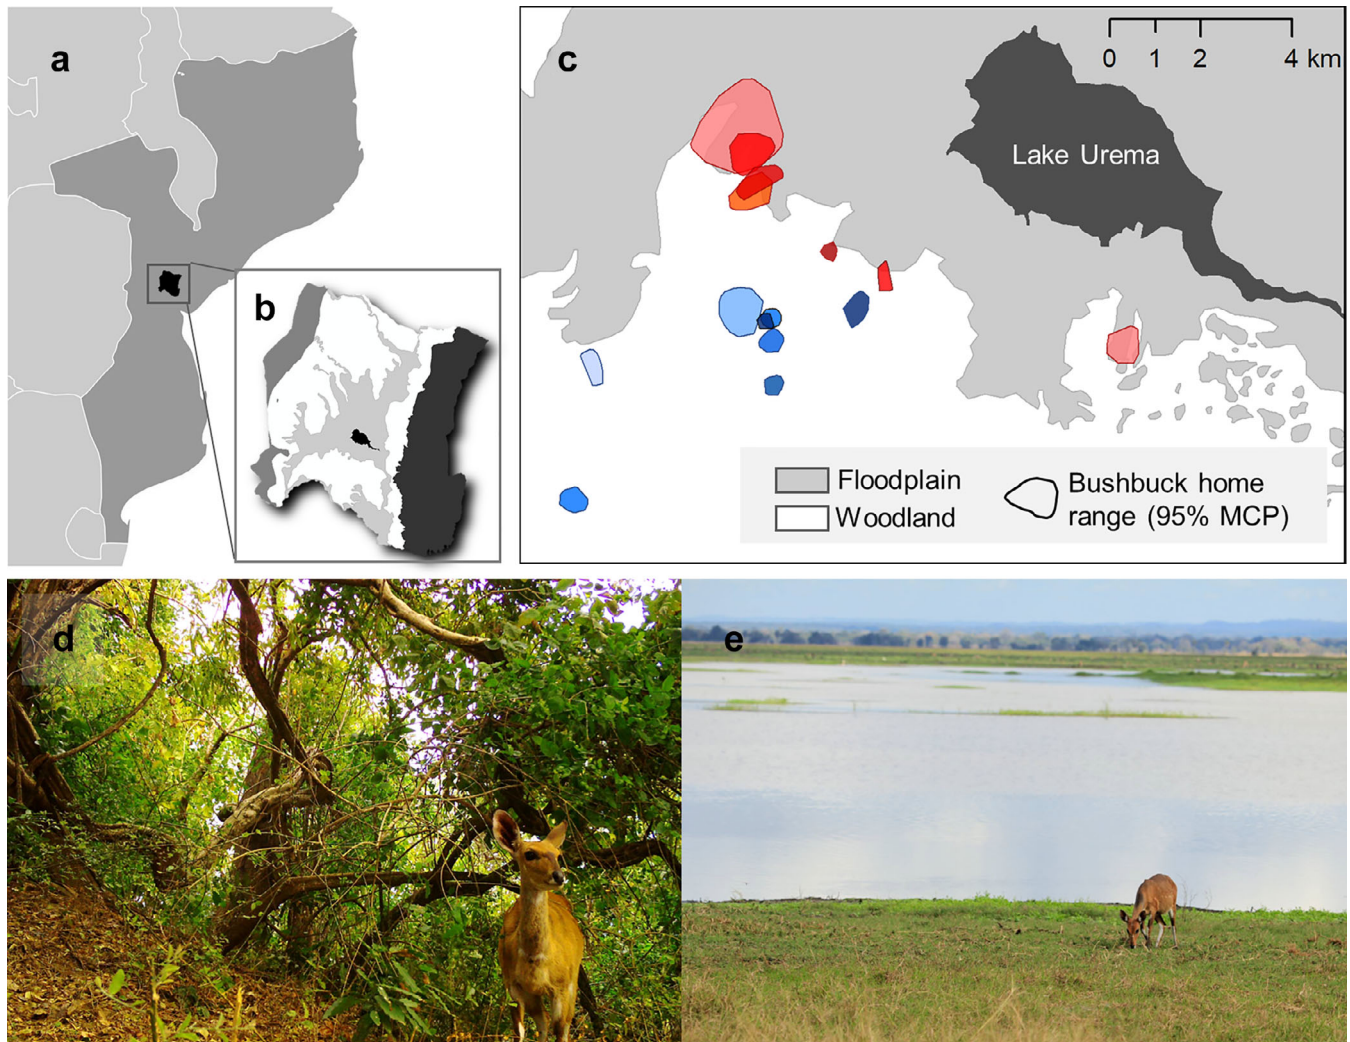 a
b
c
0 1 2 4 km
Lake Urema
Floodplain
Woodland
Bushbuck home
range (95% MCP)
d
e